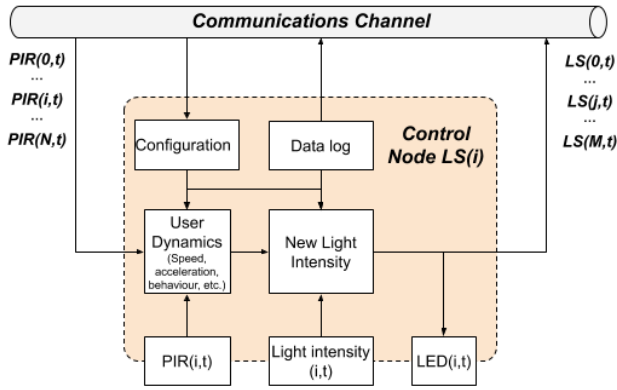 Communications Channel
PIR(0,t)
...
PIR(i,t)
...
PIR(N,t)
LS(0,t)
...
LS(j,t)
...
LS(M,t)
Control
Node LS(i)
Configuration
Data log
User
Dynamics
(Speed,
acceleration,
behaviour, etc.)
New Light
Intensity
PIR(i,t)
Light intensity
(i,t)
LED(i,t)